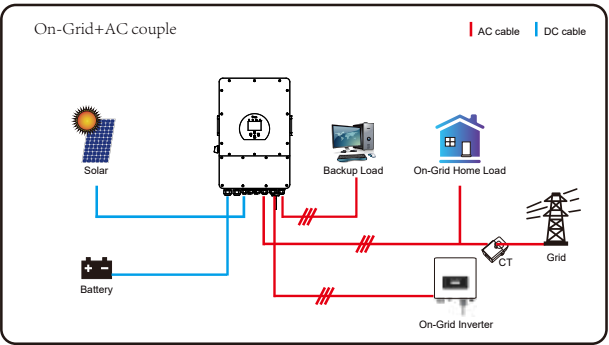 On-Grid+AC couple
AC cable
DC cable
Solar
Backup Load
On-Grid Home Load
CT
Grid
Battery
On-Grid Inverter